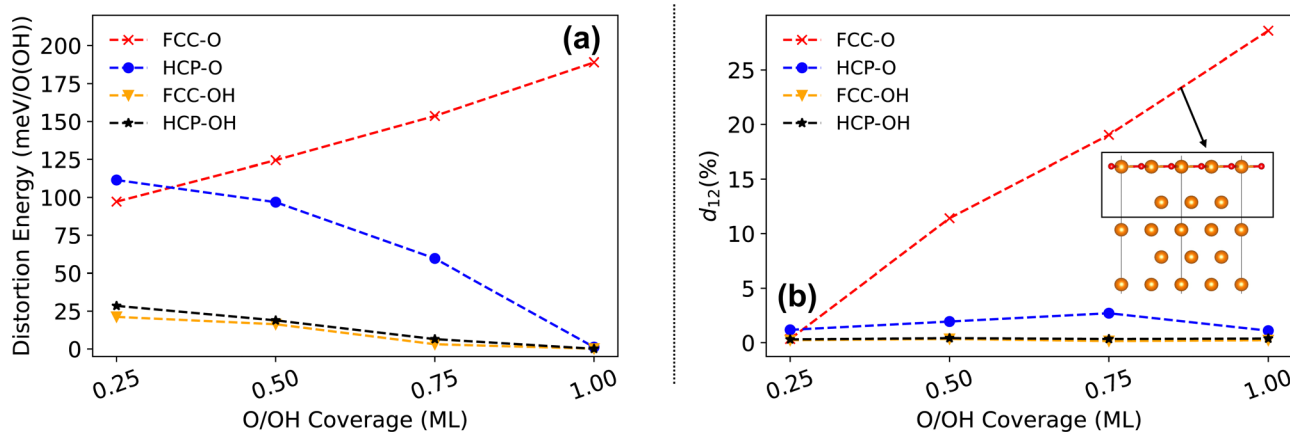 (a)
Distortion Energy (meV/O(OH))
200
175
150
125
100
75
50
25
0
FCC-O
HCP-O
FCC-OH
HCP-OH
0.25
0.50
0.75
1.00
O/OH Coverage (ML)
(b)
d12(%)
25
20
15
10
5
0
FCC-O
HCP-O
FCC-OH
HCP-OH
0.25
0.50
0.75
1.00
O/OH Coverage (ML)